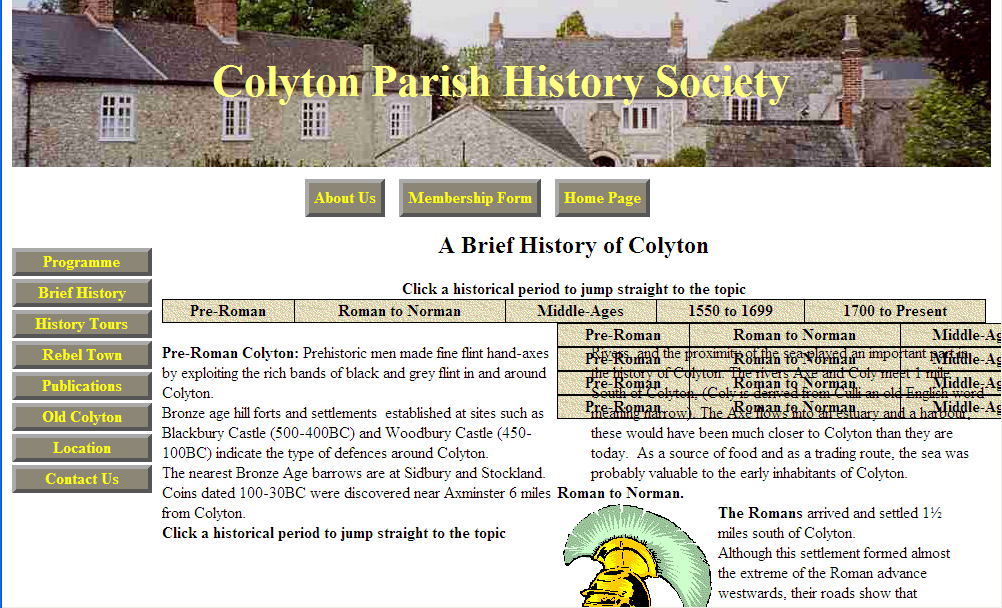 Colyton Parish History Society
About Us Membership Form Home Page
A Brief History of Colyton
Programme
Brief History
History Tours
Rebel Town
Publications
Old Colyton
Location
Contact Us
Click a historical period to jump straight to the topic
Pre-Roman Roman to Norman Middle-Ages 1550 to 1699 1700 to Present
Pre-Roman Colyton: Prehistoric men made fine flint hand-axes
by exploiting the rich bands of black and grey flint in and around
Colyton.
Bronze age hill forts and settlements established at sites such as
Blackbury Castle (500-400BC) and Woodbury Castle (450-
100BC) indicate the type of defences around Colyton.
The nearest Bronze Age barrows are at Sidbury and Stockland.
Coins dated 100-30BC were discovered near Axminster 6 miles
from Colyton.
Click a historical period to jump straight to the topic
Pre-Roman Roman to Norman Middle-Ag
Pre-Roman Roman to Norman Middle-Ag
Pre-Roman Roman to Norman Middle-Ag
Pre-Roman Roman to Norman Middle-Ag
Rivers, and the proximity of the sea played an important part in
the history of Colyton. The rivers Axe and Coly meet 1 mile
South of Colyton, (Coly is derived from Culli an old English word
meaning narrow). The Axe flows into an estuary and a harbour,
these would have been much closer to Colyton than they are
today. As a source of food and as a trading route, the sea was
probably valuable to the early inhabitants of Colyton.
Roman to Norman.
The Romans arrived and settled 1½
miles south of Colyton.
Although this settlement formed almost
the extreme of the Roman advance
westwards, their roads show that